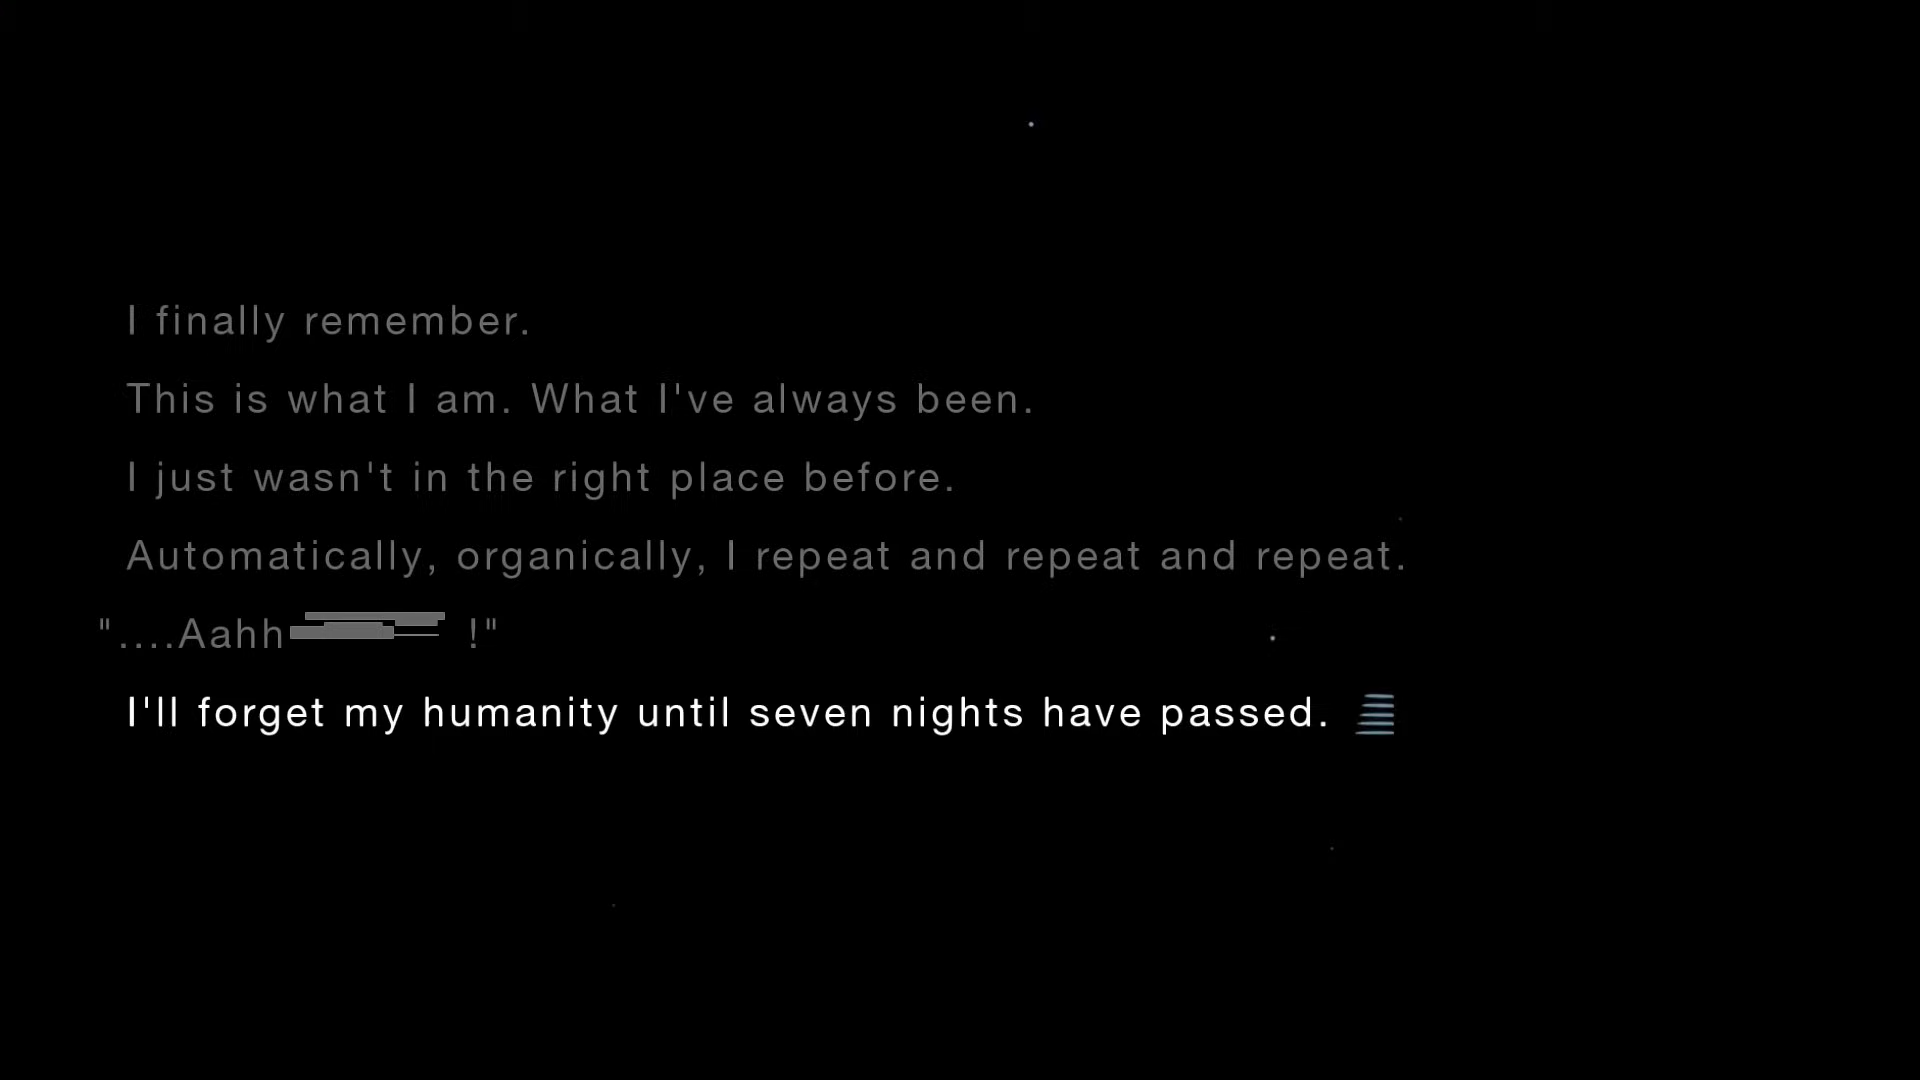 I finally remember.
This is what I am. What I've always been.
I just wasn't in the right place before.
Automatically, organically, I repeat and repeat and repeat.
"....Aahh !"
I'll forget my humanity until seven nights have passed.